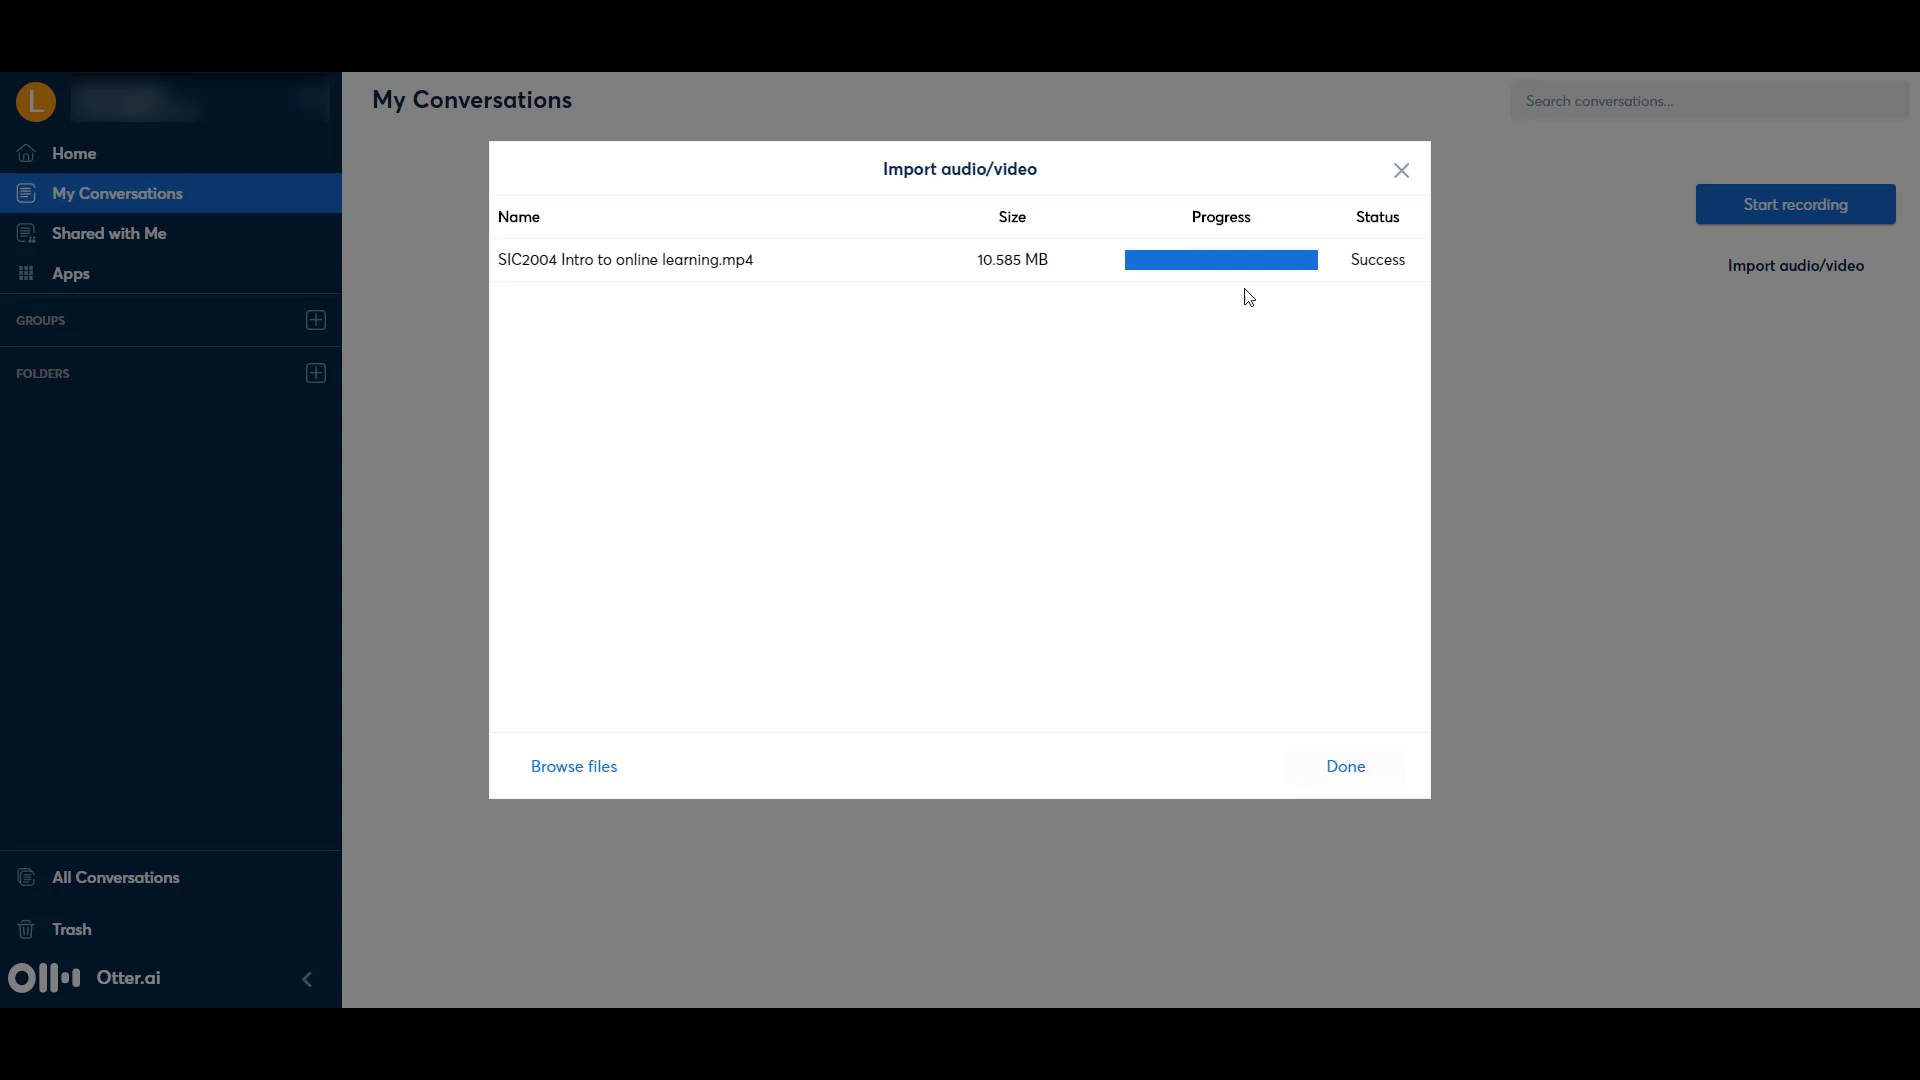 L
My Conversations
Search conversations...
Home
My Conversations
Shared with Me
Apps
GROUPS
FOLDERS
Import audio/video
Name Size Progress Status
SIC2004 Intro to online learning.mp4 10.585 MB Success
Browse files Done
Start recording
Import audio/video
All Conversations
Trash
Otter.ai